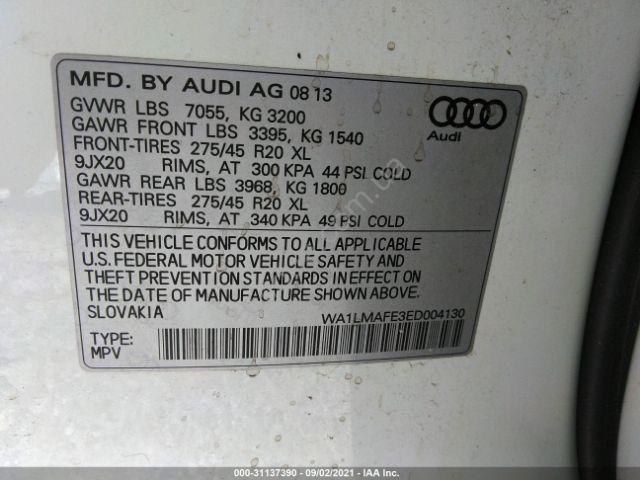 MFD. BY AUDI AG 08 13
GVWR LBS 7055, KG 3200
GAWR FRONT LBS 3395, KG 1540
FRONT-TIRES 275/45 R20 XL
9JX20 RIMS, AT 300 KPA 44 PSI COLD
GAWR REAR LBS 3968, KG 1800
REAR-TIRES 275/45 R20 XL
9JX20 RIMS, AT 340 KPA 49 PSI COLD
Audi
THIS VEHICLE CONFORMS TO ALL APPLICABLE
U.S. FEDERAL MOTOR VEHICLE SAFETY AND
THEFT PREVENTION STANDARDS IN EFFECT ON
THE DATE OF MANUFACTURE SHOWN ABOVE.
SLOVAKIA WA1LMAFE3ED004130
TYPE:
MPV
000-31137390 - 09/02/2021 - IAA Inc.